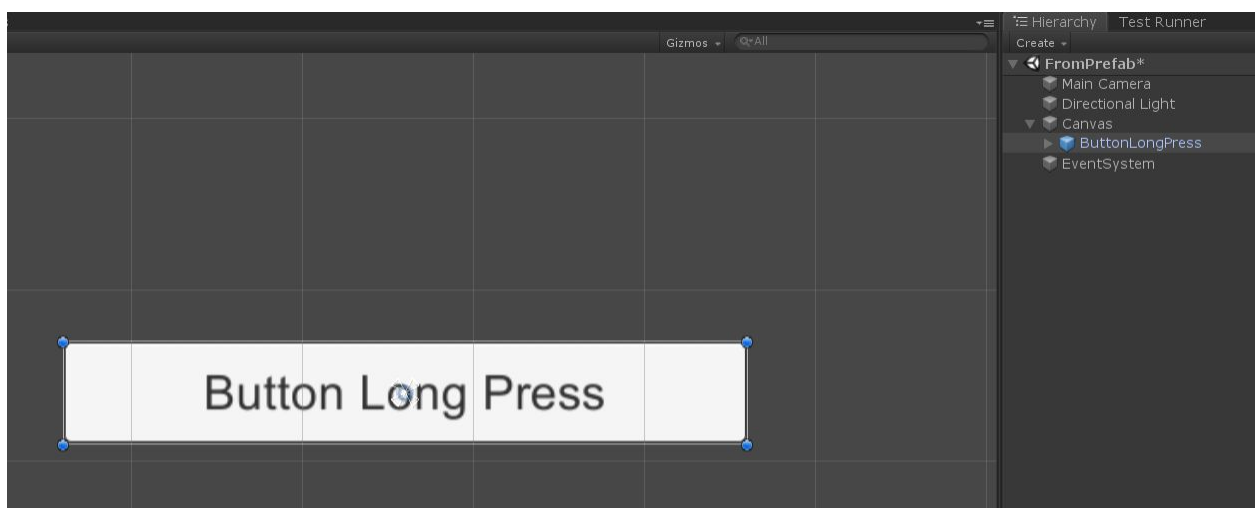 Hierarchy Test Runner
Gizmos All
Create
FromPrefab*
Main Camera
Directional Light
Canvas
ButtonLongPress
EventSystem
Button Long Press